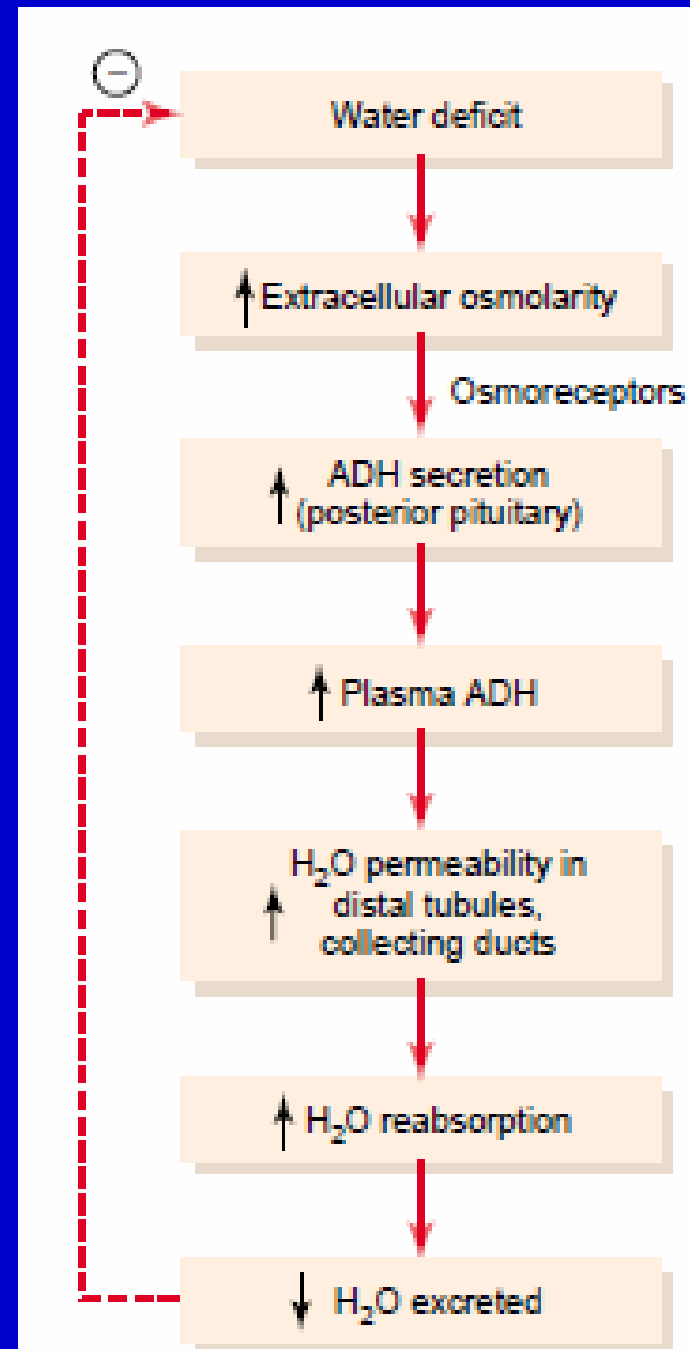 −
Water deficit
↑ Extracellular osmolarity
Osmoreceptors
↑ ADH secretion
(posterior pituitary)
↑ Plasma ADH
↑ H₂O permeability in
distal tubules,
collecting ducts
↑ H₂O reabsorption
↓ H₂O excreted